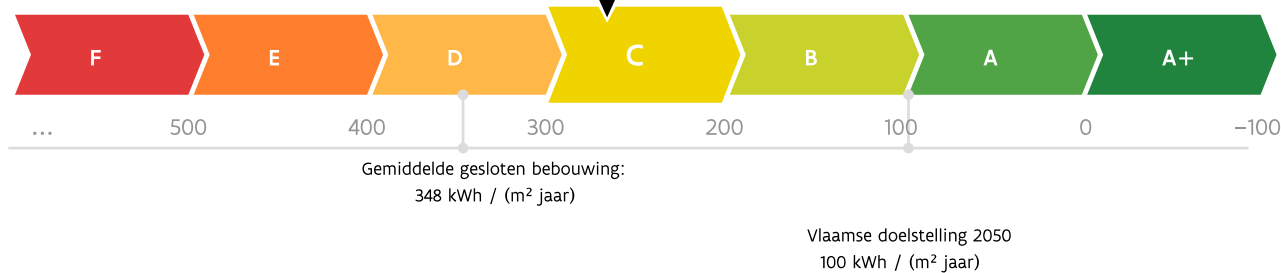 F E D C B A A+
... 500 400 300 200 100 0 −100
Gemiddelde gesloten bebouwing:
348 kWh / (m² jaar)
Vlaamse doelstelling 2050
100 kWh / (m² jaar)